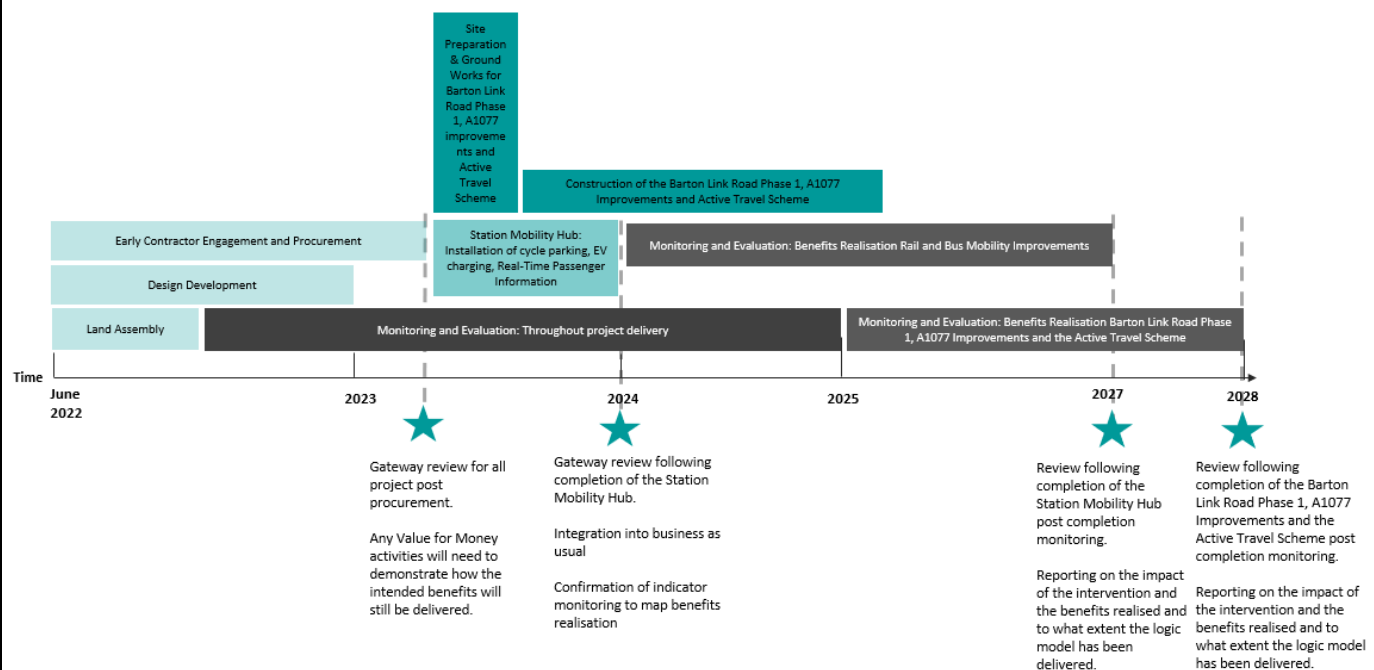 Site
Preparation
& Ground
Works for
Barton Link
Road Phase
1, A1077
improveme
nts and
Active
Travel
Scheme
Construction of the Barton Link Road Phase 1, A1077
Improvements and Active Travel Scheme
Early Contractor Engagement and Procurement
Station Mobility Hub:
Installation of cycle parking, EV
charging, Real-Time Passenger
Information
Monitoring and Evaluation: Benefits Realisation Rail and Bus Mobility Improvements
Design Development
Land Assembly
Monitoring and Evaluation: Throughout project delivery
Monitoring and Evaluation: Benefits Realisation Barton Link Road Phase
1, A1077 Improvements and the Active Travel Scheme
Time
June
2022
2023
2024
2025
2027
2028
Gateway review for all
project post
procurement.
Any Value for Money
activities will need to
demonstrate how the
intended benefits will
still be delivered.
Gateway review following
completion of the Station
Mobility Hub.
Integration into business as
usual
Confirmation of indicator
monitoring to map benefits
realisation
Review following
completion of the
Station Mobility Hub
post completion
monitoring.
Reporting on the impact
of the intervention and
the benefits realised and
to what extent the logic
model has been
delivered.
Review following
completion of the Barton
Link Road Phase 1, A1077
Improvements and the
Active Travel Scheme post
completion monitoring.
Reporting on the impact of
the intervention and the
benefits realised and to
what extent the logic model
has been delivered.